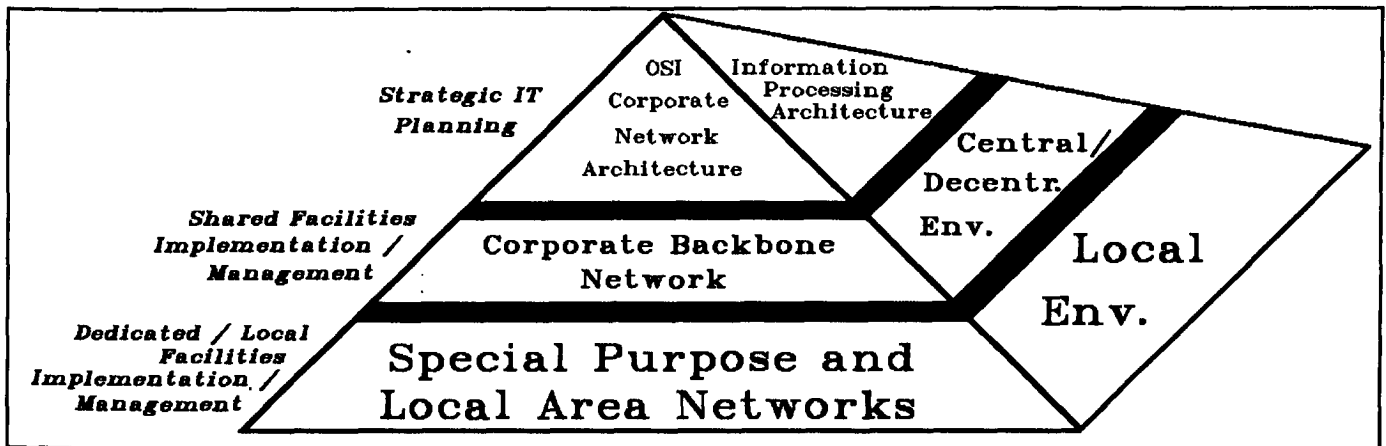 Strategic IT
Planning
OSI
Corporate
Network
Architecture
Information
Processing
Architecture
Shared Facilities
Implementation /
Management
Corporate Backbone
Network
Central/
Decentr.
Env.
Dedicated / Local
Facilities
Implementation /
Management
Special Purpose and
Local Area Networks
Local
Env.